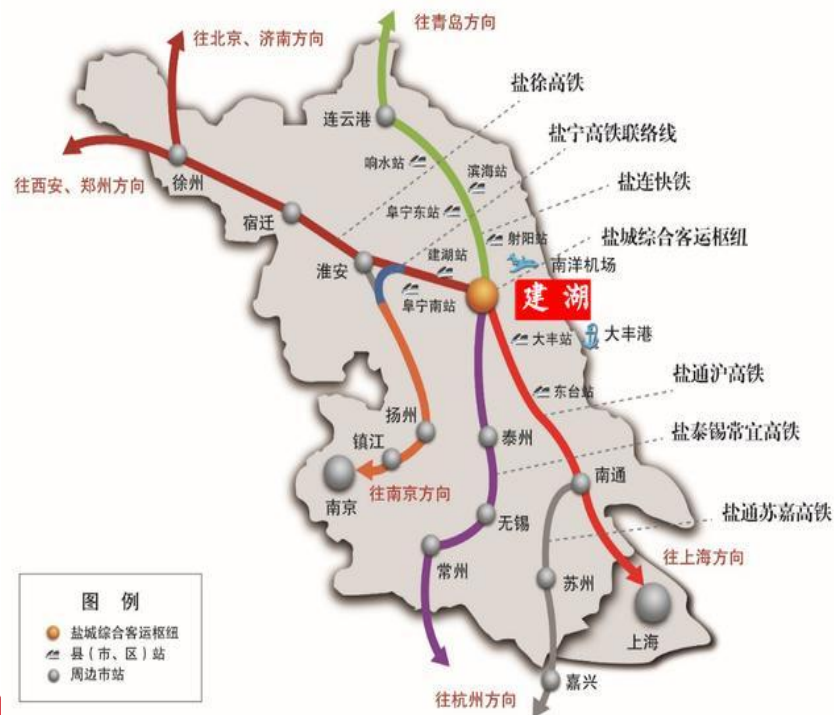 往北京、济南方向
往青岛方向
盐徐高铁
连云港
盐宁高铁联络线
响水站
滨海站
往西安、郑州方向
徐州
盐连快铁
宿迁
阜宁东站
射阳站
盐城综合客运枢纽
淮安
建湖站
南洋机场
阜宁南站
建湖
大丰站
大丰港
盐通沪高铁
东台站
扬州
泰州
盐泰锡常宜高铁
镇江
南京
往南京方向
南通
无锡
盐通苏嘉高铁
常州
往上海方向
苏州
上海
图 例
盐城综合客运枢纽
县（市、区）站
周边市站
往杭州方向
嘉兴